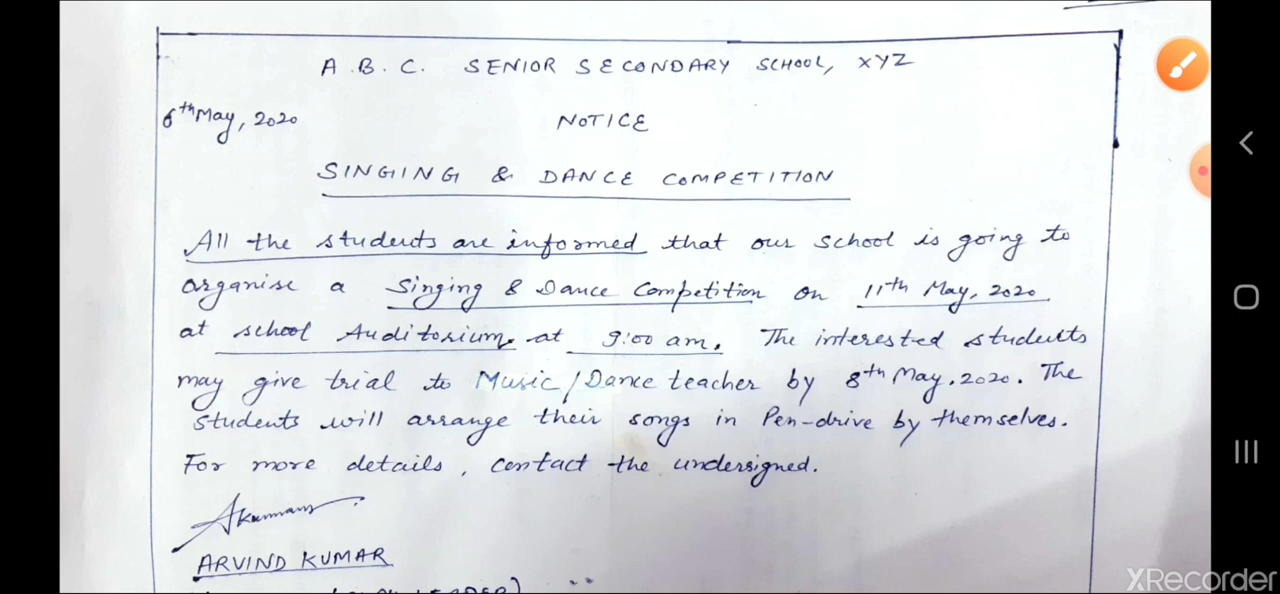 A.B.C. SENIOR SECONDARY SCHOOL, XYZ
6th May, 2020
NOTICE
SINGING & DANCE COMPETITION
All the students are informed that our school is going to
organise a Singing & Dance Competition on 11th May, 2020
at school Auditorium. at 9:00 am. The interested students
may give trial to Music/Dance teacher by 8th May. 2020. The
students will arrange their songs in Pen-drive by themselves.
For more details, contact the undersigned.
ARVIND KUMAR
XRecorder